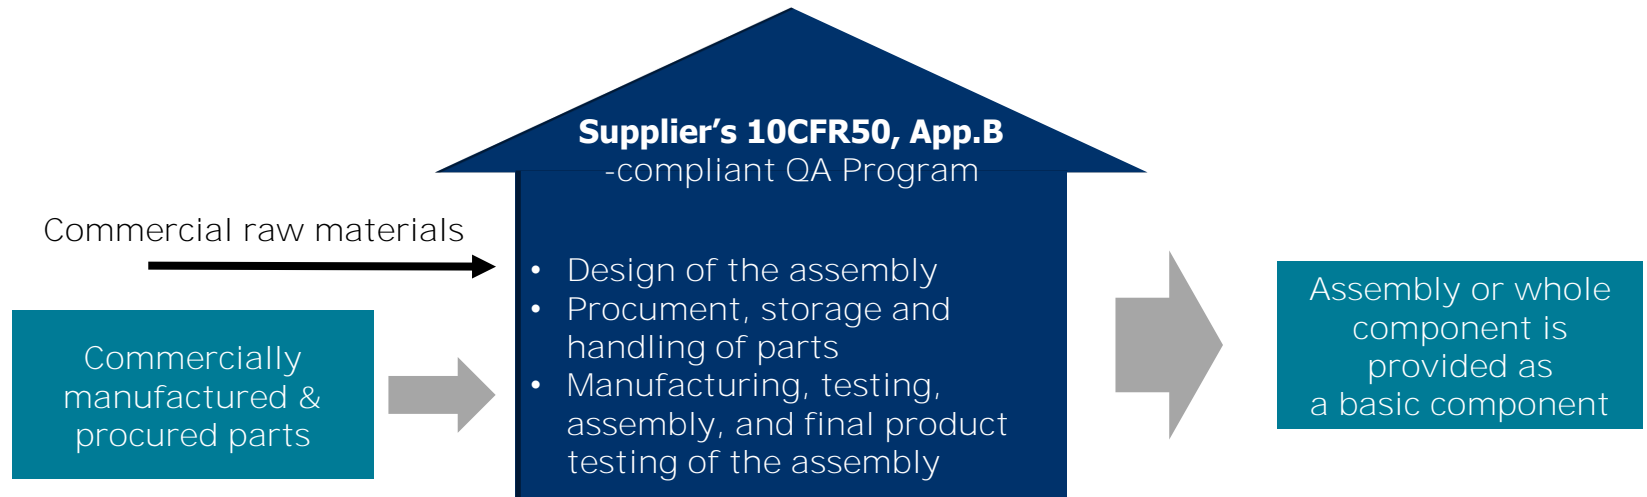 Supplier's 10CFR50, App.B
-compliant QA Program
Commercial raw materials
Commercially
manufactured &
procured parts
• Design of the assembly
• Procument, storage and
handling of parts
• Manufacturing, testing,
assembly, and final product
testing of the assembly
Assembly or whole
component is
provided as
a basic component